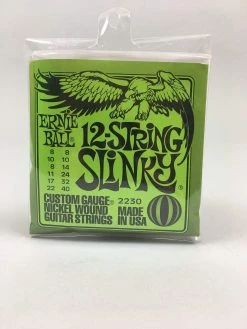 ERNIE
BALL
12-STRING
SLINKY
8 8
10 10
8 14
11 24
17 32
22 40
CUSTOM GAUGE® 2230
NICKEL WOUND MADE
GUITAR STRINGS IN USA